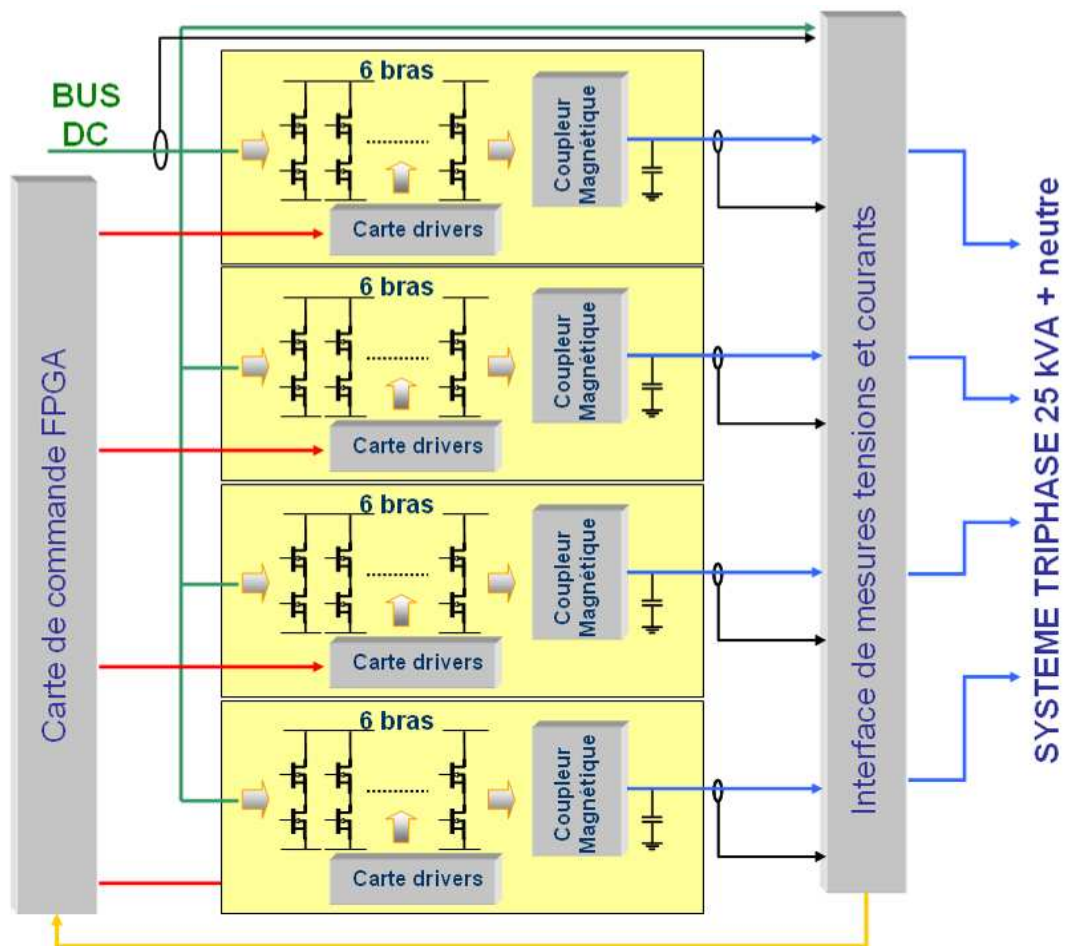 BUS
DC
Carte de commande FPGA
6 bras
Coupleur
Magnétique
Carte drivers
6 bras
Coupleur
Magnétique
Carte drivers
6 bras
Coupleur
Magnétique
Carte drivers
6 bras
Coupleur
Magnétique
Carte drivers
Interface de mesures tensions et courants
SYSTEME TRIPHASE 25 kVA + neutre